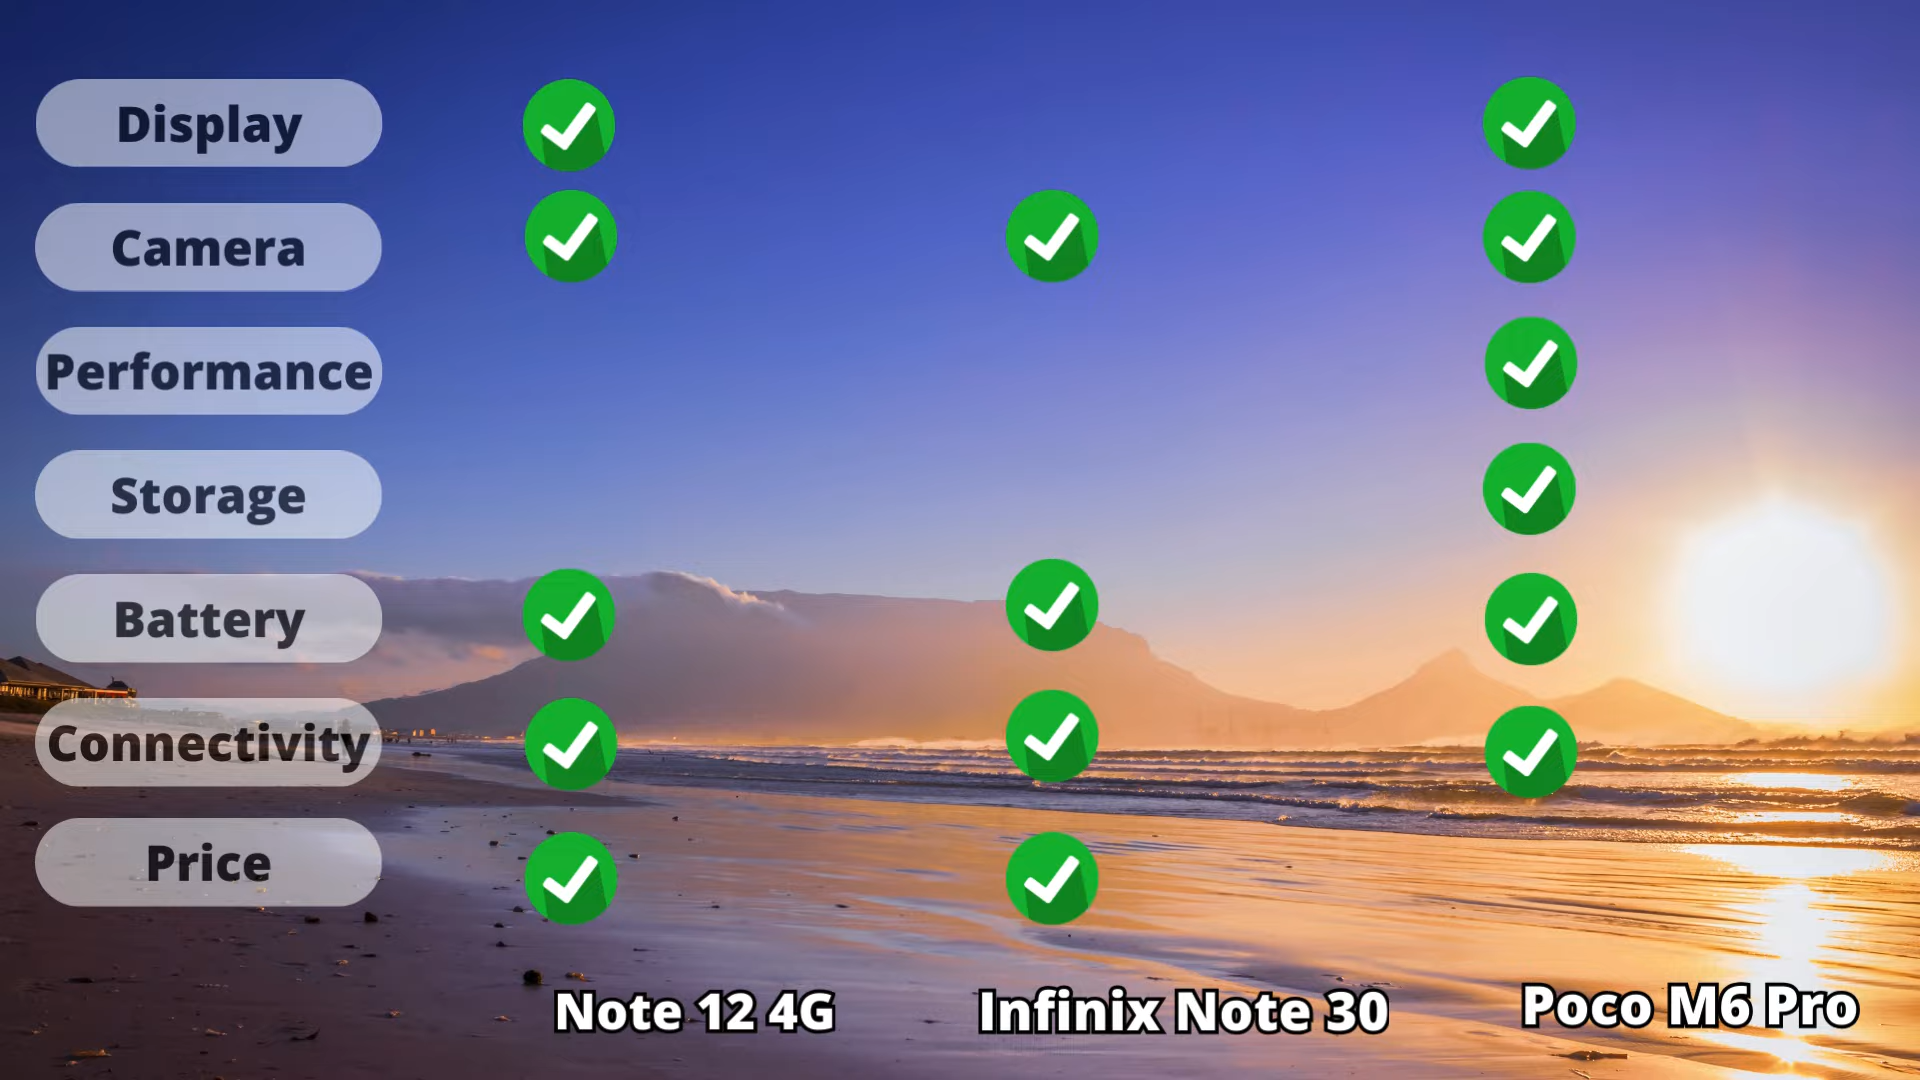 Display
Camera
Performance
Storage
Battery
Connectivity
Price
Note 12 4G
Infinix Note 30
Poco M6 Pro